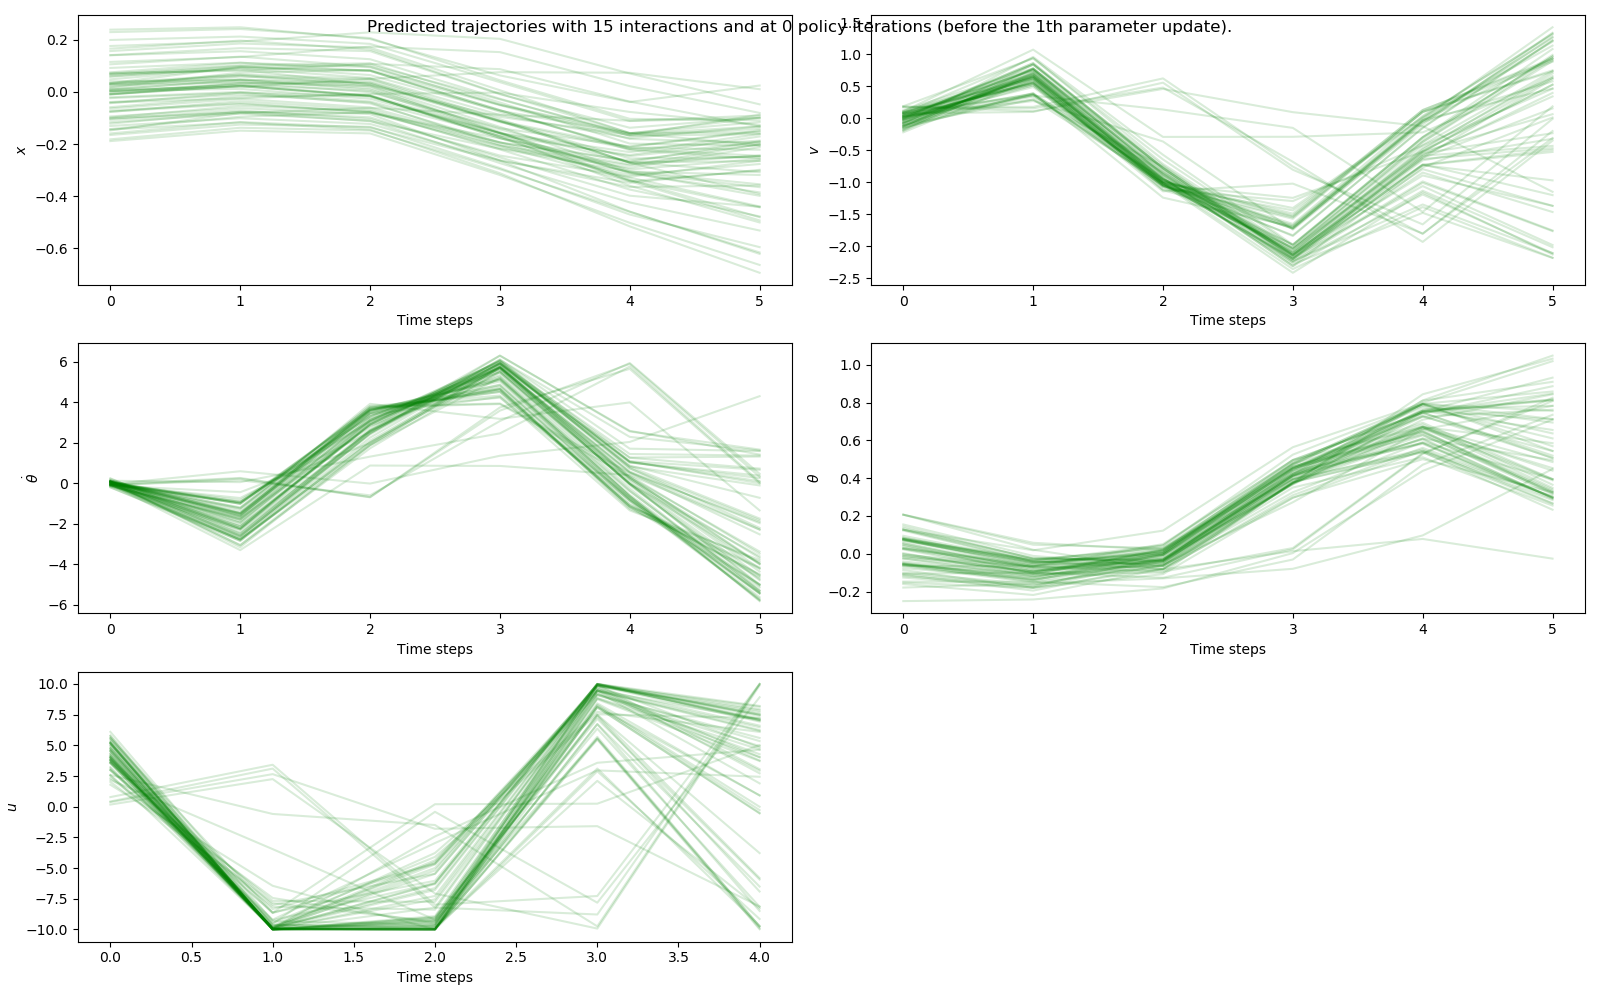 Predicted trajectories with 15 interactions and at 0 policy iterations (before the 1th parameter update).
0.2
0.0
−0.2
−0.4
−0.6
x
0 1 2 3 4 5
Time steps
1.5
1.0
0.5
0.0
−0.5
−1.0
−1.5
−2.0
−2.5
v
0 1 2 3 4 5
Time steps
6
4
2
0
−2
−4
−6
θ̇
0 1 2 3 4 5
Time steps
1.0
0.8
0.6
0.4
0.2
0.0
−0.2
θ
0 1 2 3 4 5
Time steps
10.0
7.5
5.0
2.5
0.0
−2.5
−5.0
−7.5
−10.0
u
0.0 0.5 1.0 1.5 2.0 2.5 3.0 3.5 4.0
Time steps